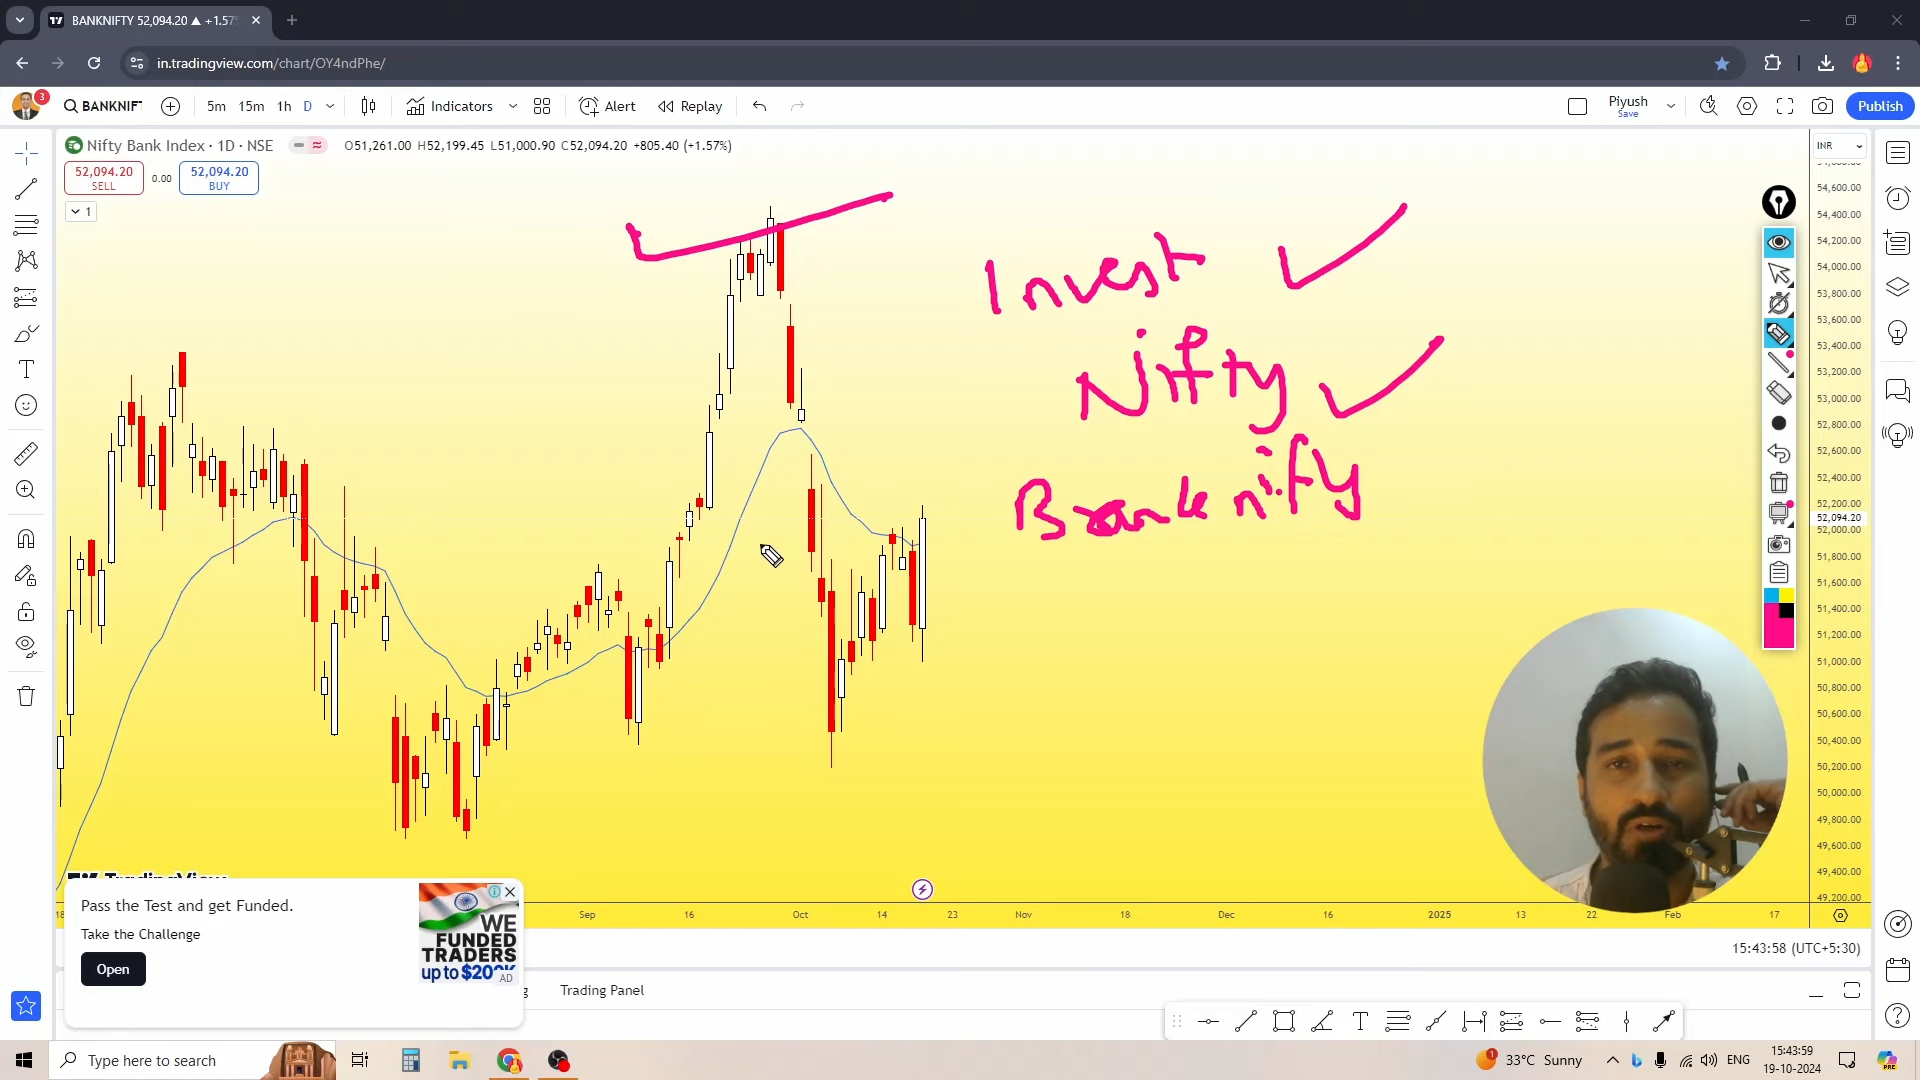 BANKNIFTY 52,094.20 ▲ +1.57%
in.tradingview.com/chart/OY4ndPhe/
3
BANKNIF
5m 15m 1h D
Indicators
Alert
Replay
Piyush
Save
Publish
Nifty Bank Index · 1D · NSE
O51,261.00 H52,199.45 L51,000.90 C52,094.20 +805.40 (+1.57%)
INR
52,094.20
SELL
0.00
52,094.20
BUY
1
Invest
Nifty
Banknifty
54,600.00
54,400.00
54,200.00
54,000.00
53,800.00
53,600.00
53,400.00
53,200.00
53,000.00
52,800.00
52,600.00
52,400.00
52,200.00
52,094.20
52,000.00
51,800.00
51,600.00
51,400.00
51,200.00
51,000.00
50,800.00
50,600.00
50,400.00
50,200.00
50,000.00
49,800.00
49,600.00
49,400.00
49,200.00
TradingView
18 Sep 16 Oct 14 23 Nov 18 Dec 16 2025 13 22 Feb 17
Pass the Test and get Funded.
Take the Challenge
Open
WE
FUNDED
TRADERS
up to $200K
AD
15:43:58 (UTC+5:30)
Trading Panel
Type here to search
1
33°C Sunny
ENG
15:43:59
19-10-2024
PRE